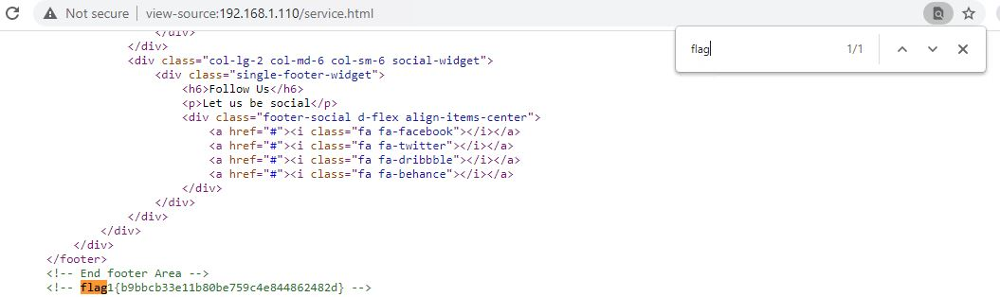 Not secure | view-source:192.168.1.110/service.html
flag 1/1
</div>
</div>
<div class="col-lg-2 col-md-6 col-sm-6 social-widget">
<div class="single-footer-widget">
<h6>Follow Us</h6>
<p>Let us be social</p>
<div class="footer-social d-flex align-items-center">
<a href="#"><i class="fa fa-facebook"></i></a>
<a href="#"><i class="fa fa-twitter"></i></a>
<a href="#"><i class="fa fa-dribbble"></i></a>
<a href="#"><i class="fa fa-behance"></i></a>
</div>
</div>
</div>
</div>
</div>
</footer>
<!-- End footer Area -->
<!-- flag1{b9bbcb33e11b80be759c4e844862482d} -->